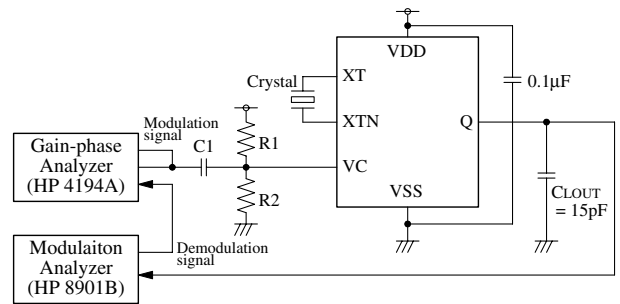 VDD
Crystal
XT
0.1μF
Modulation
signal
XTN
Q
Gain-phase
Analyzer
(HP 4194A)
C1
R1
VC
R2
VSS
CLOUT
= 15pF
Modulaiton
Analyzer
(HP 8901B)
Demodulation
signal